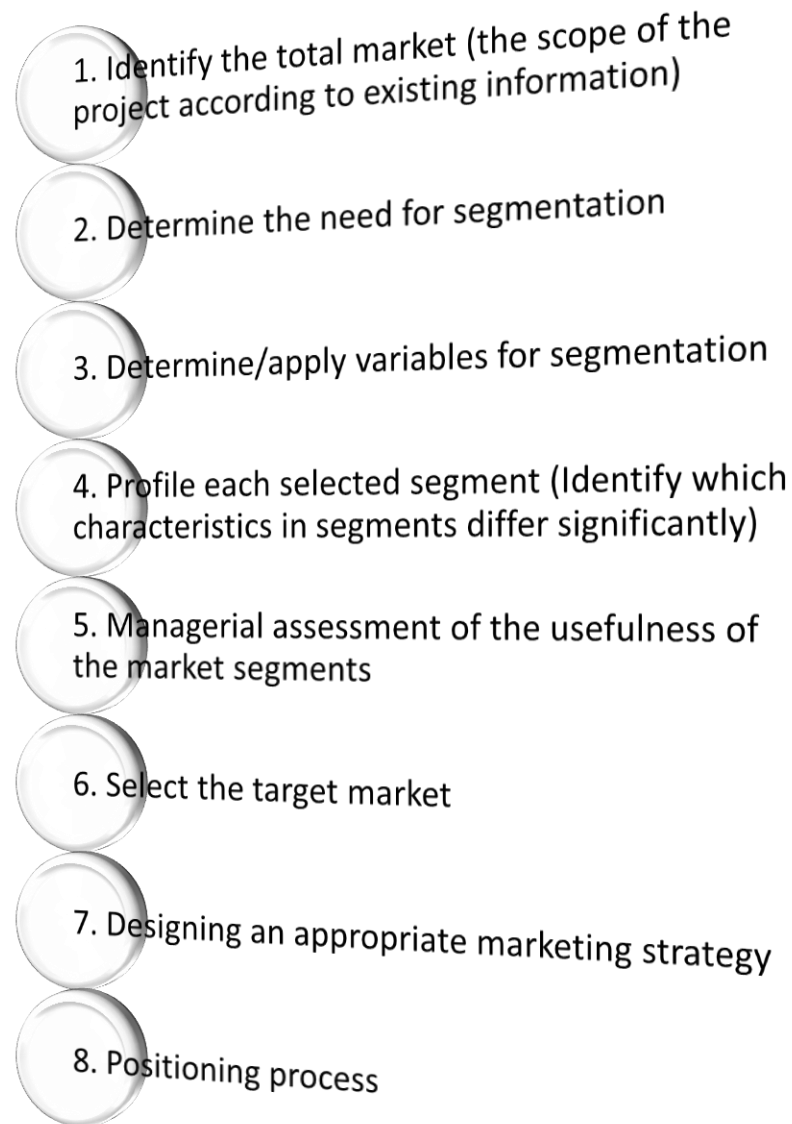 1. Identify the total market (the scope of the
project according to existing information)
2. Determine the need for segmentation
3. Determine/apply variables for segmentation
4. Profile each selected segment (Identify which
characteristics in segments differ significantly)
5. Managerial assessment of the usefulness of
the market segments
6. Select the target market
7. Designing an appropriate marketing strategy
8. Positioning process